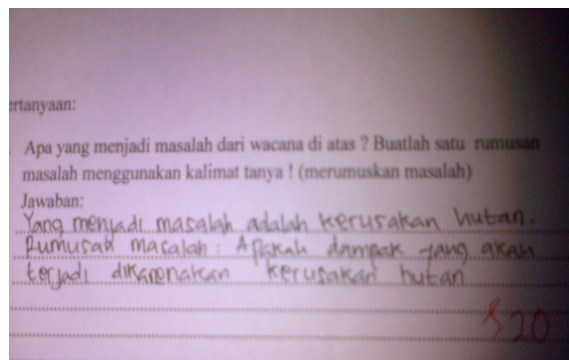 ertanyaan:
Apa yang menjadi masalah dari wacana di atas ? Buatlah satu rumusan
masalah menggunakan kalimat tanya ! (merumuskan masalah)
Jawaban:
Yang menjadi masalah adalah kerusakan hutan.
Rumusan masalah : Apakah dampak yang akan
terjadi dikarenakan kerusakan hutan
20